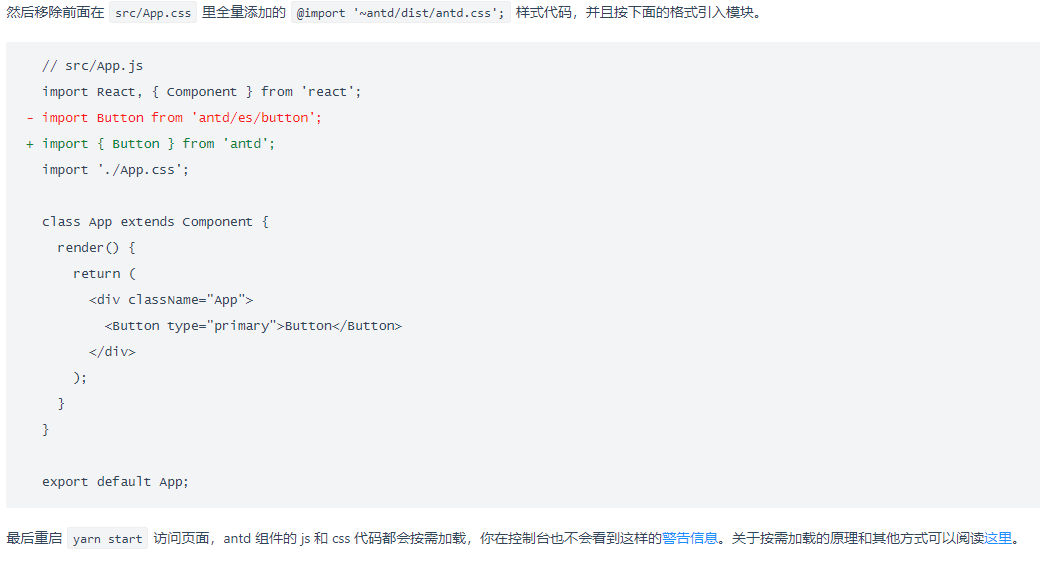 然后移除前面在 src/App.css 里全量添加的 @import '~antd/dist/antd.css'; 样式代码，并且按下面的格式引入模块。
// src/App.js
import React, { Component } from 'react';
- import Button from 'antd/es/button';
+ import { Button } from 'antd';
import './App.css';
class App extends Component {
render() {
return (
<div className="App">
<Button type="primary">Button</Button>
</div>
);
}
}
export default App;
最后重启 yarn start 访问页面，antd 组件的 js 和 css 代码都会按需加载，你在控制台也不会看到这样的警告信息。关于按需加载的原理和其他方式可以阅读这里。